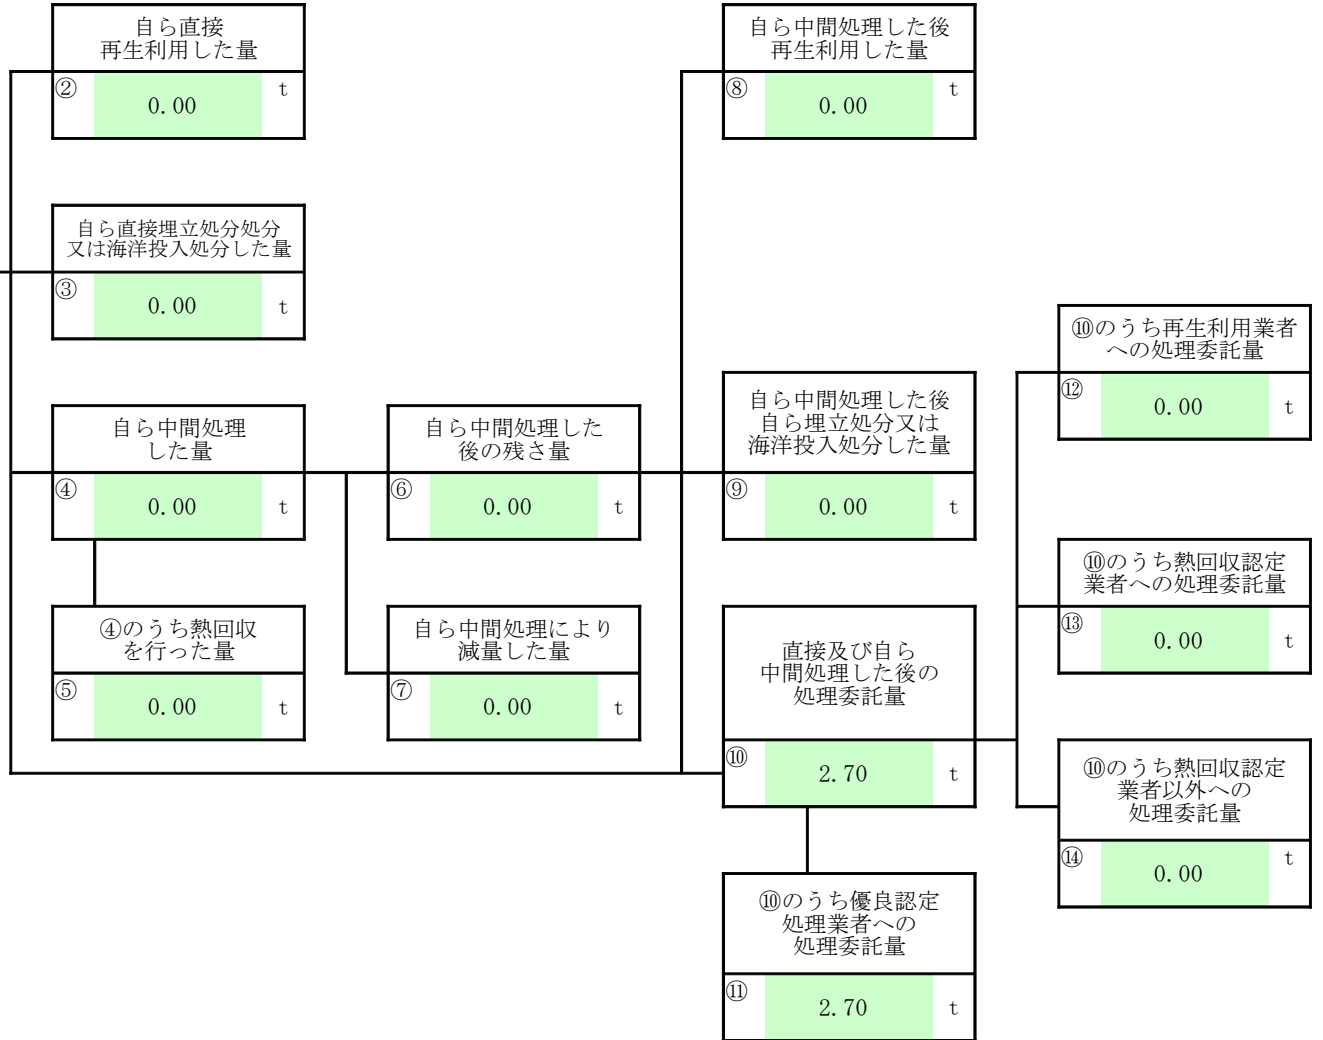 自ら直接
再生利用した量
②
0.00
t
自ら中間処理した後
再生利用した量
⑧
0.00
t
自ら直接埋立処分処分
又は海洋投入処分した量
③
0.00
t
⑩のうち再生利用業者
への処理委託量
⑫
0.00
t
自ら中間処理
した量
④
0.00
t
自ら中間処理した
後の残さ量
⑥
0.00
t
自ら中間処理した後
自ら埋立処分又は
海洋投入処分した量
⑨
0.00
t
⑩のうち熱回収認定
業者への処理委託量
⑬
0.00
t
④のうち熱回収
を行った量
⑤
0.00
t
自ら中間処理により
減量した量
⑦
0.00
t
直接及び自ら
中間処理した後の
処理委託量
⑩
2.70
t
⑩のうち熱回収認定
業者以外への
処理委託量
⑭
0.00
t
⑩のうち優良認定
処理業者への
処理委託量
⑪
2.70
t